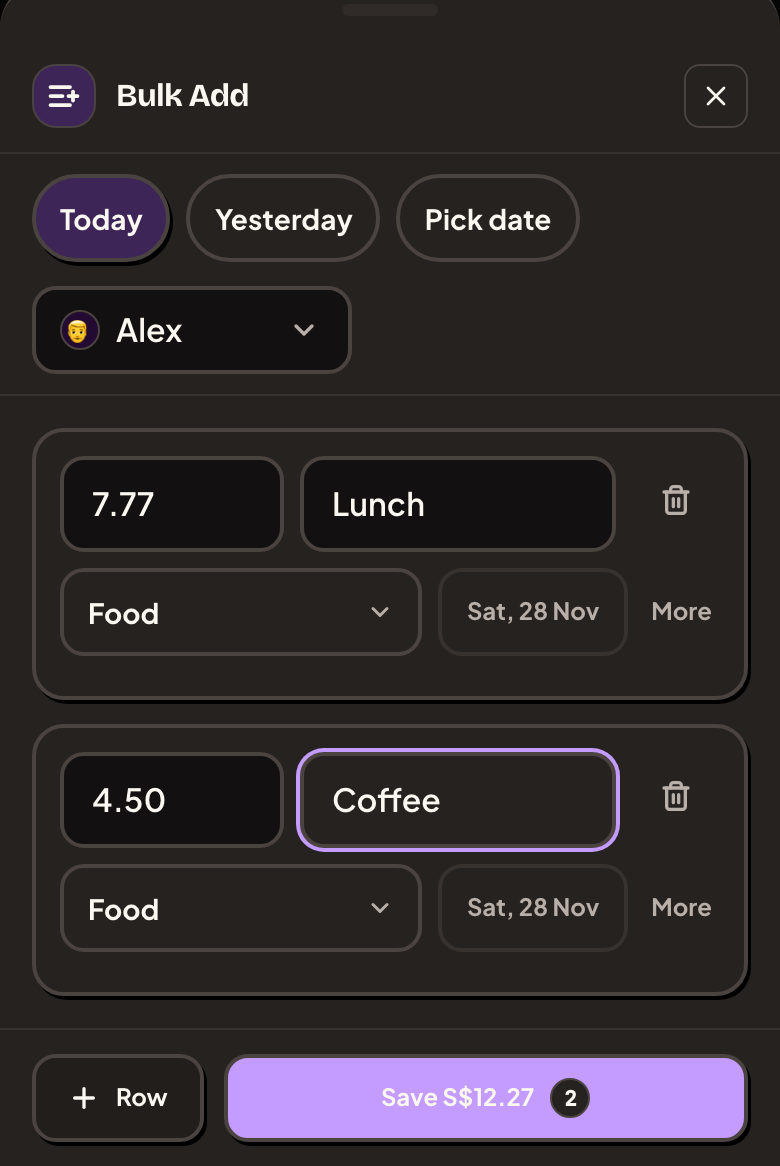 Bulk Add
Today Yesterday Pick date
Alex
7.77 Lunch
Food Sat, 28 Nov More
4.50 Coffee
Food Sat, 28 Nov More
Row Save S$12.27 2